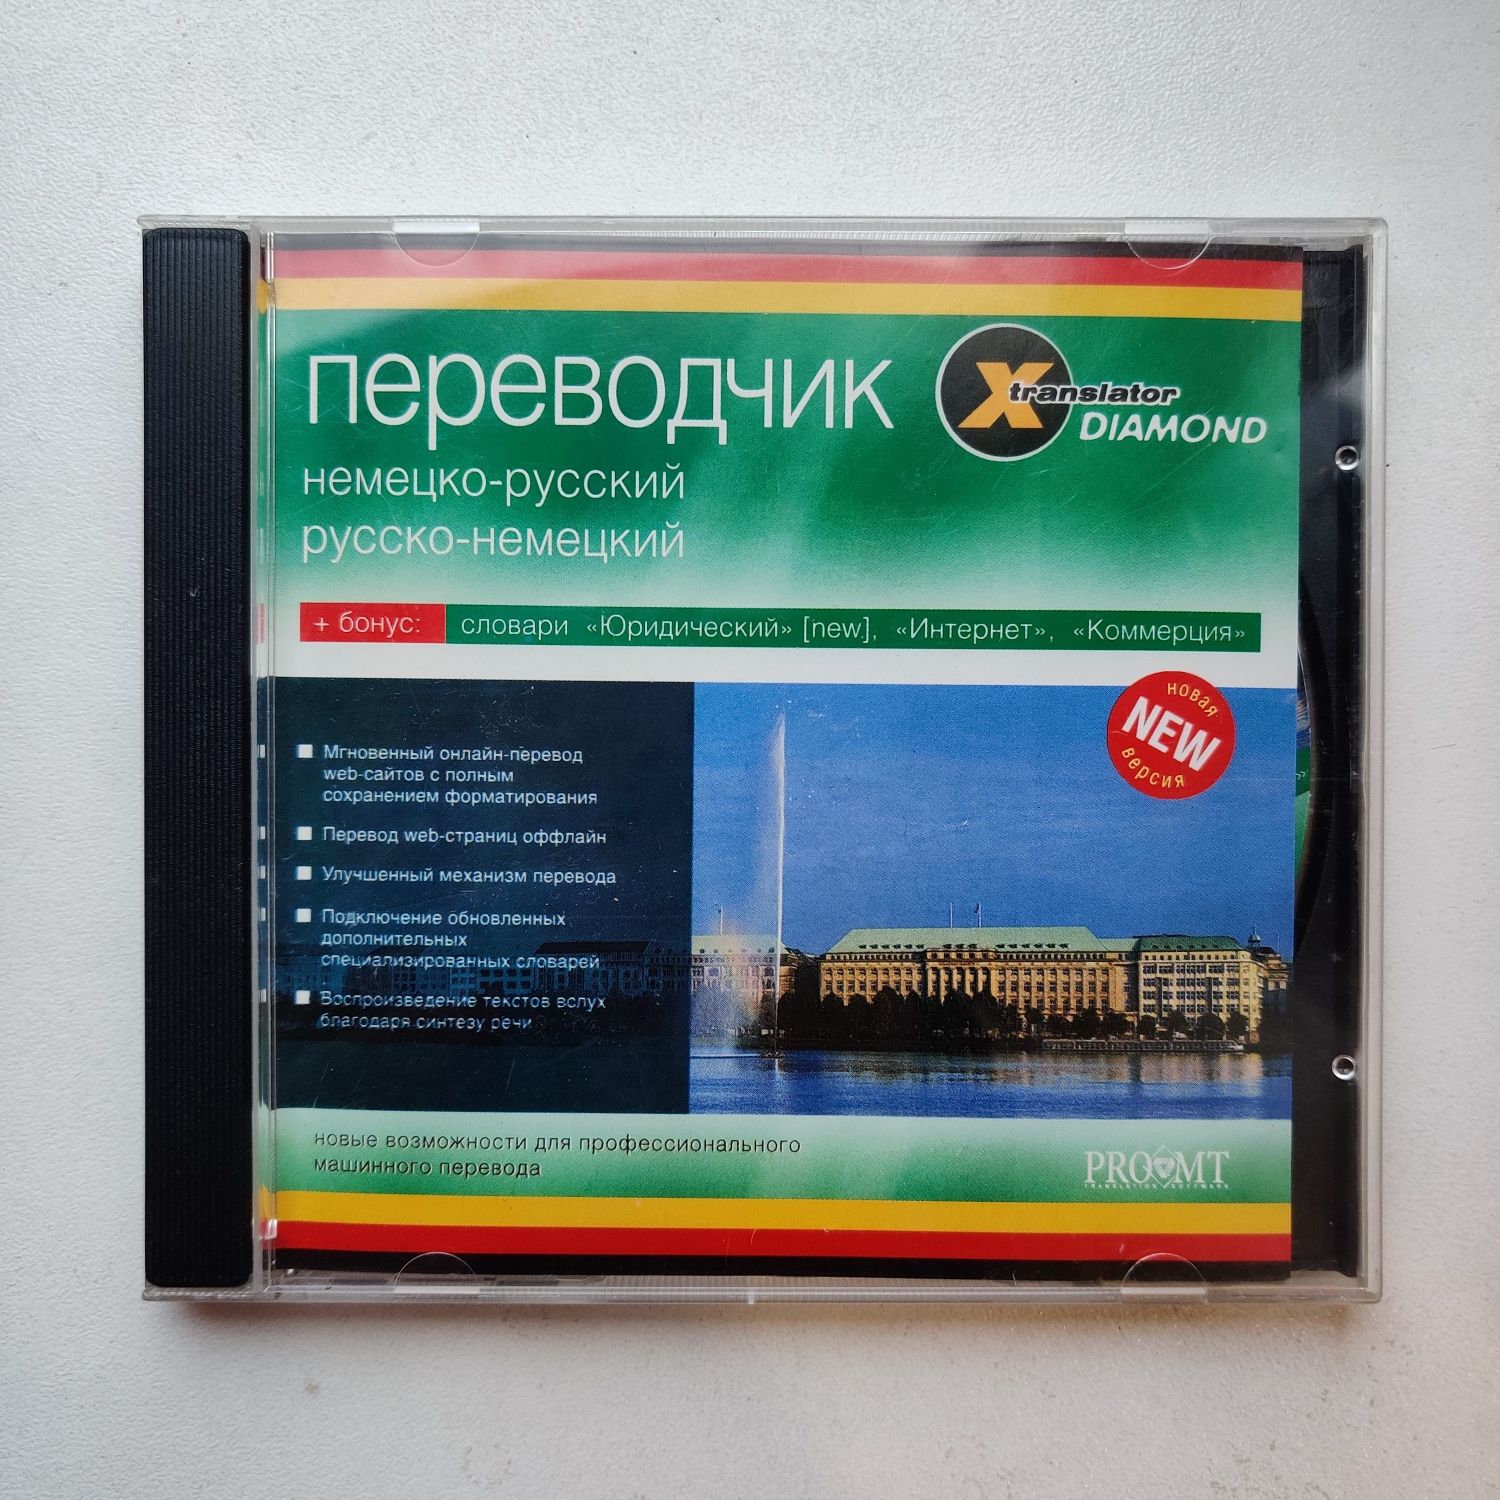 переводчик
X translator
DIAMOND
немецко-русский
русско-немецкий
+ бонус: словари «Юридический» [new], «Интернет», «Коммерция»
новая
NEW
версия
Мгновенный онлайн-перевод
web-сайтов с полным
сохранением форматирования
Перевод web-страниц оффлайн
Улучшенный механизм перевода
Подключение обновленных
дополнительных
специализированных словарей
Воспроизведение текстов вслух
благодаря синтезу речи
новые возможности для профессионального
машинного перевода
PROMT
TRANSLATION SOFTWARE